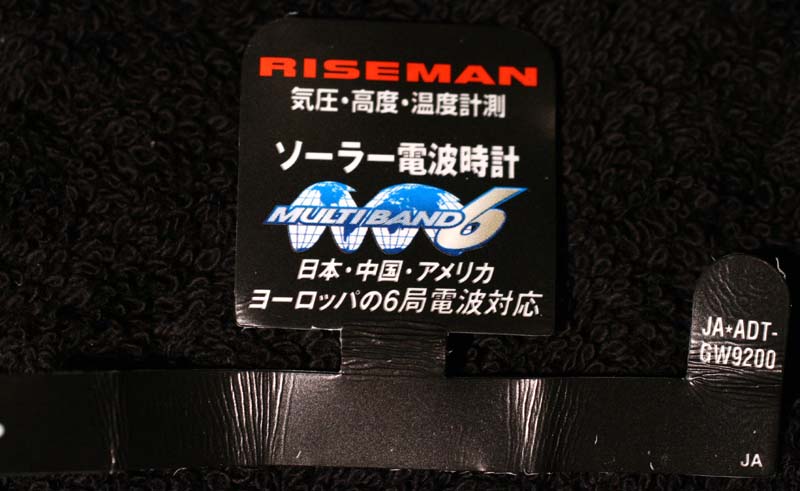 RISEMAN
気圧・高度・温度計測
ソーラー電波時計
MULTIBAND 6
日本・中国・アメリカ
ヨーロッパの6局電波対応
JA★ADT-
GW9200
JA